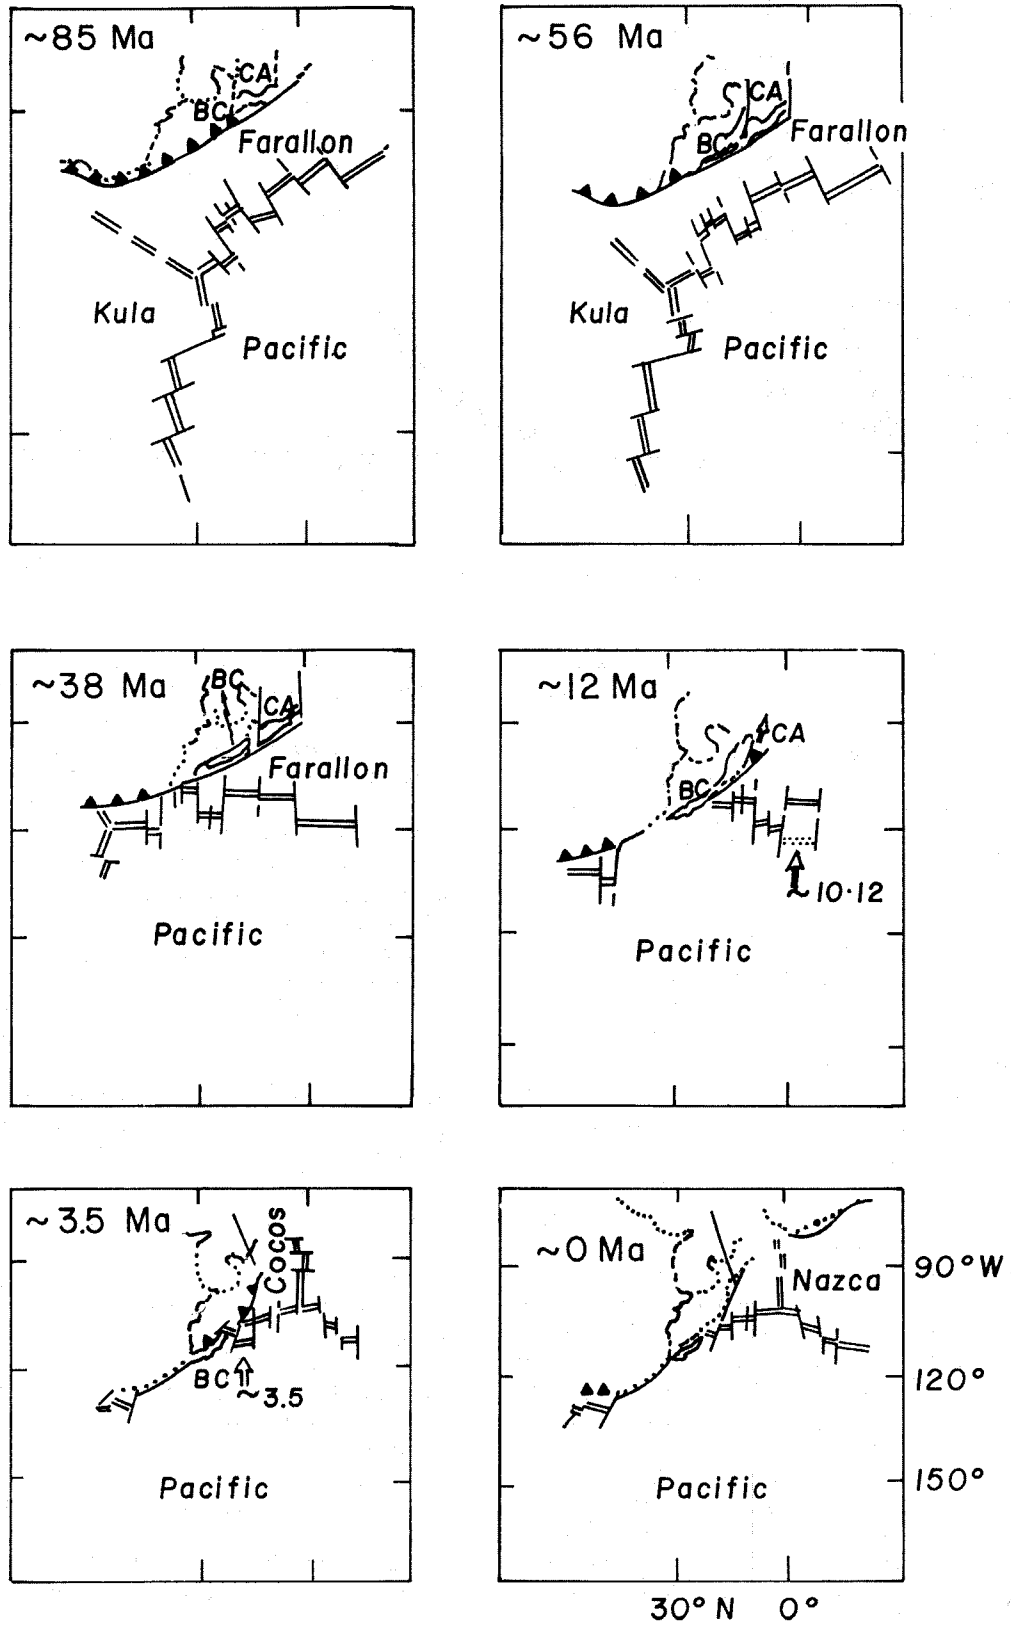 ~85 Ma
CA
BC
Farallon
Kula
Pacific
~56 Ma
CA
BC
Farallon
Kula
Pacific
~38 Ma
BC
CA
Farallon
Pacific
~12 Ma
CA
BC
~10·12
Pacific
~3.5 Ma
Cocos
BC
~3.5
Pacific
~0 Ma
Nazca
Pacific
90°W
120°
150°
30°N 0°